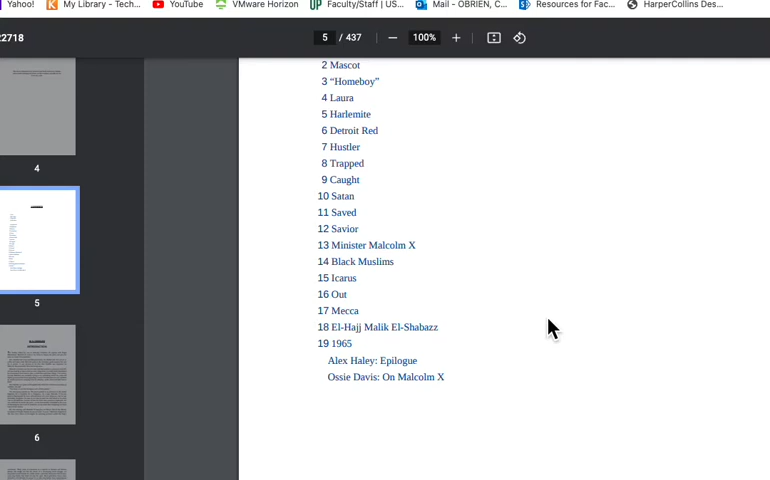 Yahoo! My Library - Tech... YouTube VMware Horizon UP Faculty/Staff | US... Mail - OBRIEN, C... Resources for Fac... HarperCollins Des...
22718 5 / 437 — 100% +
2 Mascot
3 “Homeboy”
4 Laura
5 Harlemite
6 Detroit Red
7 Hustler
8 Trapped
9 Caught
10 Satan
11 Saved
12 Savior
13 Minister Malcolm X
14 Black Muslims
15 Icarus
16 Out
17 Mecca
18 El-Hajj Malik El-Shabazz
19 1965
Alex Haley: Epilogue
Ossie Davis: On Malcolm X
4
5
6